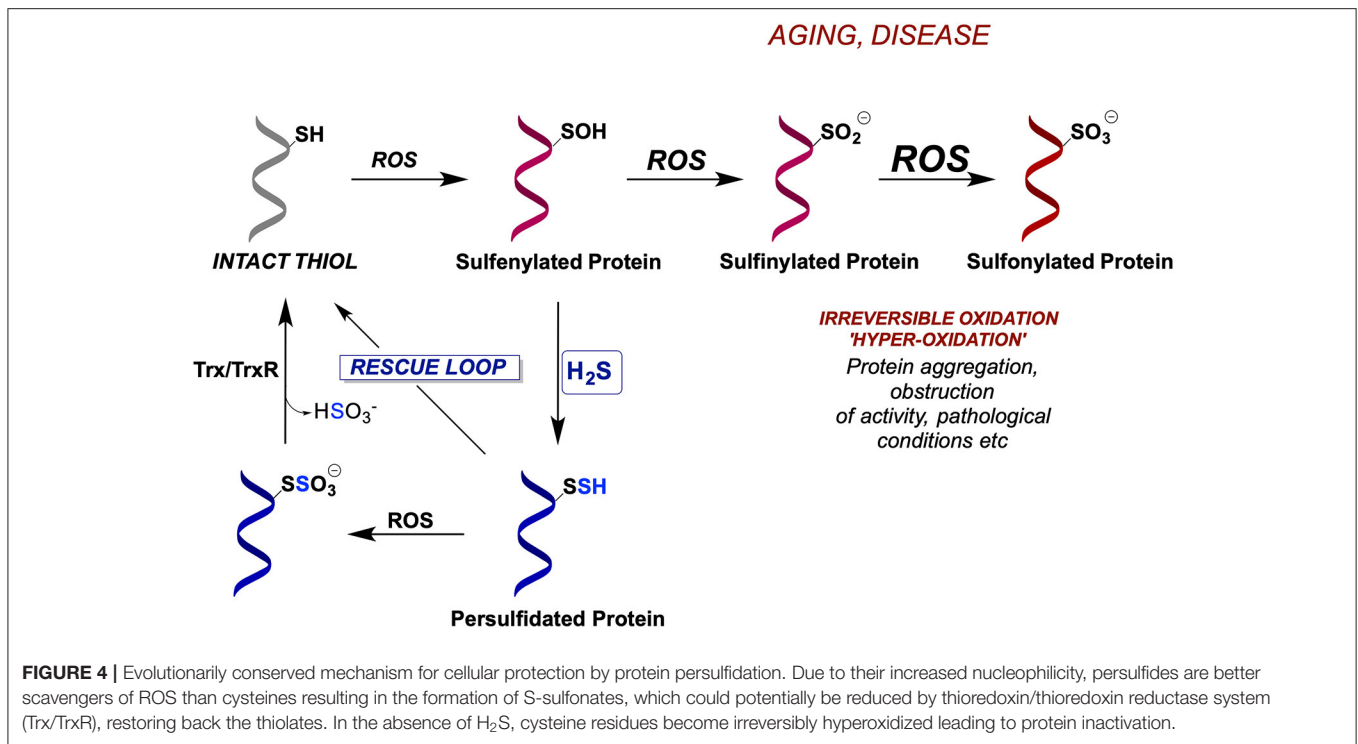 AGING, DISEASE
SH
SOH
SO2⊖
SO3⊖
ROS
ROS
ROS
INTACT THIOL
Sulfenylated Protein
Sulfinylated Protein
Sulfonylated Protein
IRREVERSIBLE OXIDATION
'HYPER-OXIDATION'
Protein aggregation,
obstruction
of activity, pathological
conditions etc
Trx/TrxR
RESCUE LOOP
H2S
HSO3-
SSO3⊖
ROS
SSH
Persulfidated Protein
FIGURE 4 | Evolutionarily conserved mechanism for cellular protection by protein persulfidation. Due to their increased nucleophilicity, persulfides are better
scavengers of ROS than cysteines resulting in the formation of S-sulfonates, which could potentially be reduced by thioredoxin/thioredoxin reductase system
(Trx/TrxR), restoring back the thiolates. In the absence of H2S, cysteine residues become irreversibly hyperoxidized leading to protein inactivation.